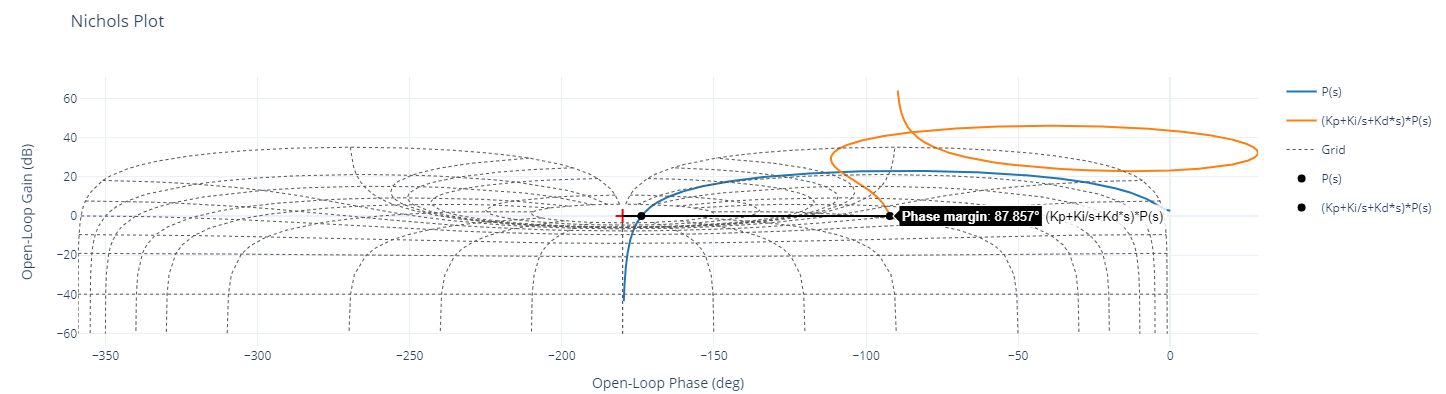 Nichols Plot
Open-Loop Gain (dB)
60
40
20
0
−20
−40
−60
−350
−300
−250
−200
−150
−100
−50
0
Open-Loop Phase (deg)
Phase margin: 87.857° (Kp+Ki/s+Kd*s)*P(s)
P(s)
(Kp+Ki/s+Kd*s)*P(s)
Grid
P(s)
(Kp+Ki/s+Kd*s)*P(s)